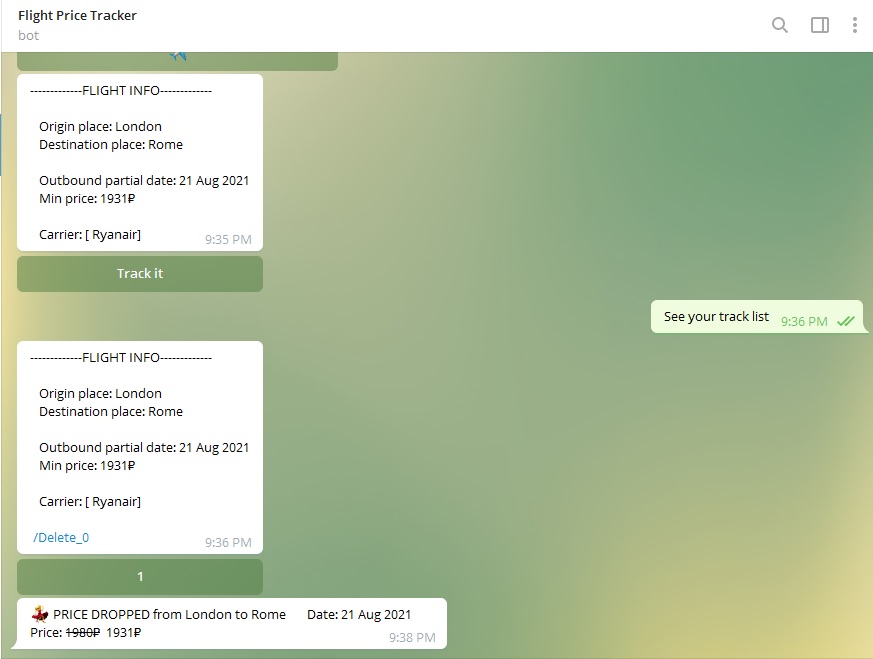 Flight Price Tracker
bot
-------------FLIGHT INFO-------------
Origin place: London
Destination place: Rome
Outbound partial date: 21 Aug 2021
Min price: 1931₽
Carrier: [ Ryanair]
9:35 PM
Track it
See your track list 9:36 PM
-------------FLIGHT INFO-------------
Origin place: London
Destination place: Rome
Outbound partial date: 21 Aug 2021
Min price: 1931₽
Carrier: [ Ryanair]
/Delete_0
9:36 PM
1
💃 PRICE DROPPED from London to Rome Date: 21 Aug 2021
Price: 1980₽ 1931₽
9:38 PM